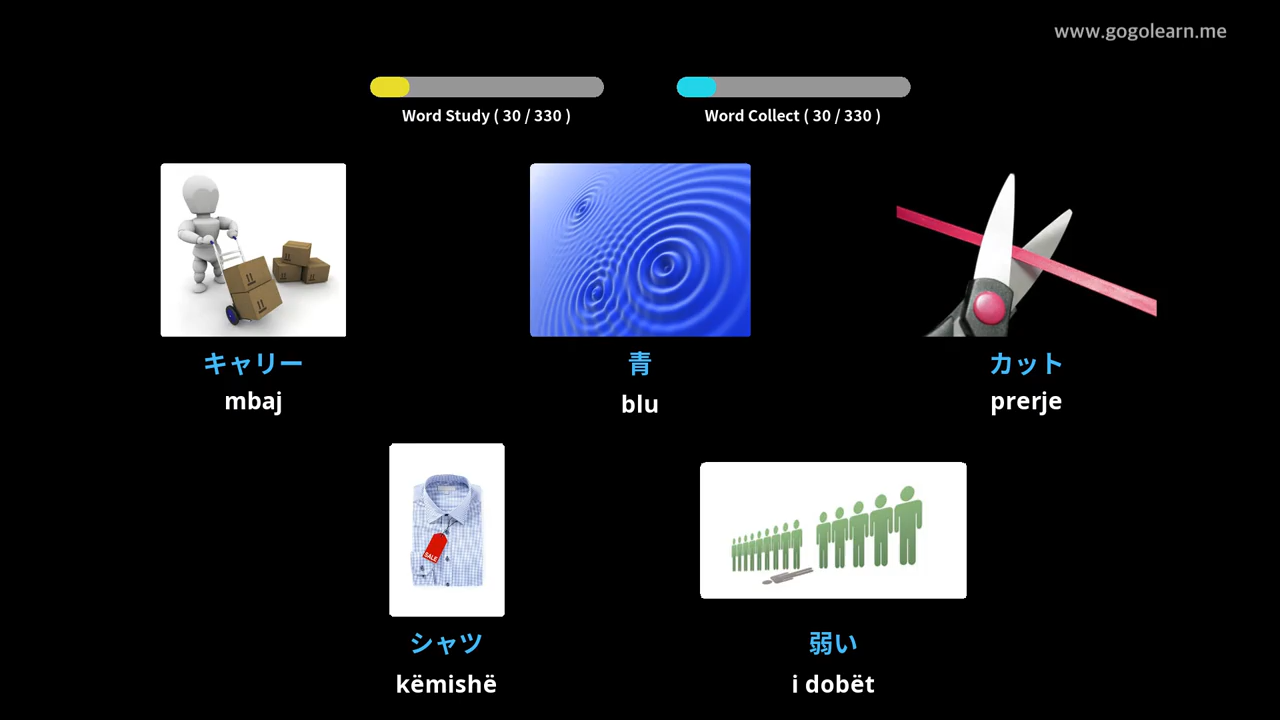 www.gogolearn.me
Word Study ( 30 / 330 )
Word Collect ( 30 / 330 )
キャリー
mbaj
青
blu
カット
prerje
SALE
シャツ
këmishë
弱い
i dobët